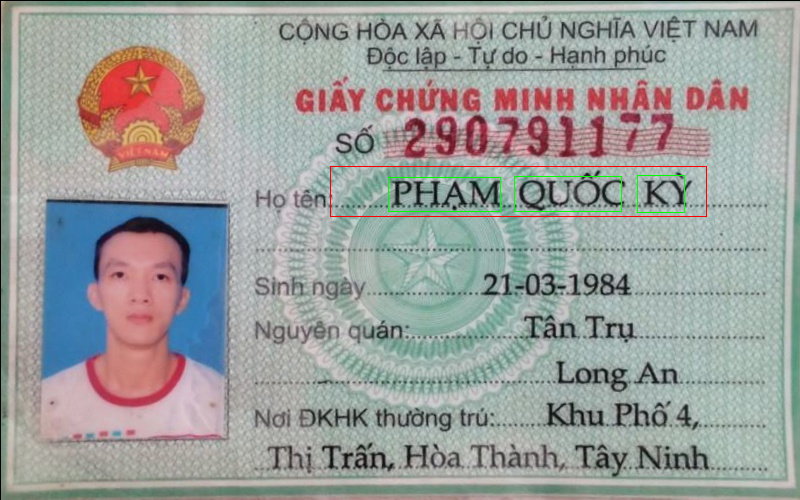 CỘNG HÒA XÃ HỘI CHỦ NGHĨA VIỆT NAM
Độc lập - Tự do - Hạnh phúc
GIẤY CHỨNG MINH NHÂN DÂN
SỐ 290791177
Họ tên: PHẠM QUỐC KỲ
Sinh ngày 21-03-1984
Nguyên quán: Tân Trụ
Long An
Nơi ĐKHK thường trú: Khu Phố 4,
Thị Trấn, Hòa Thành, Tây Ninh
VIỆT NAM